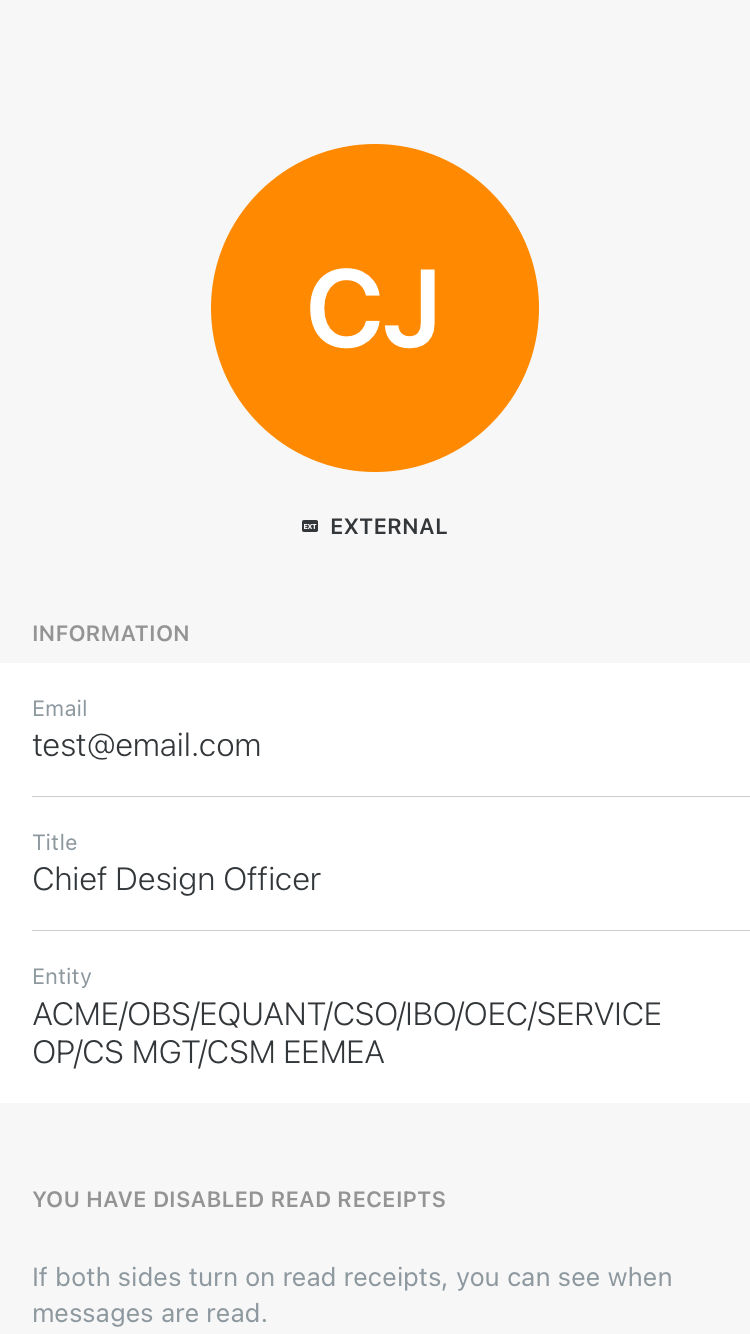 CJ
EXT EXTERNAL
INFORMATION
Email
test@email.com
Title
Chief Design Officer
Entity
ACME/OBS/EQUANT/CSO/IBO/OEC/SERVICE
OP/CS MGT/CSM EEMEA
YOU HAVE DISABLED READ RECEIPTS
If both sides turn on read receipts, you can see when
messages are read.